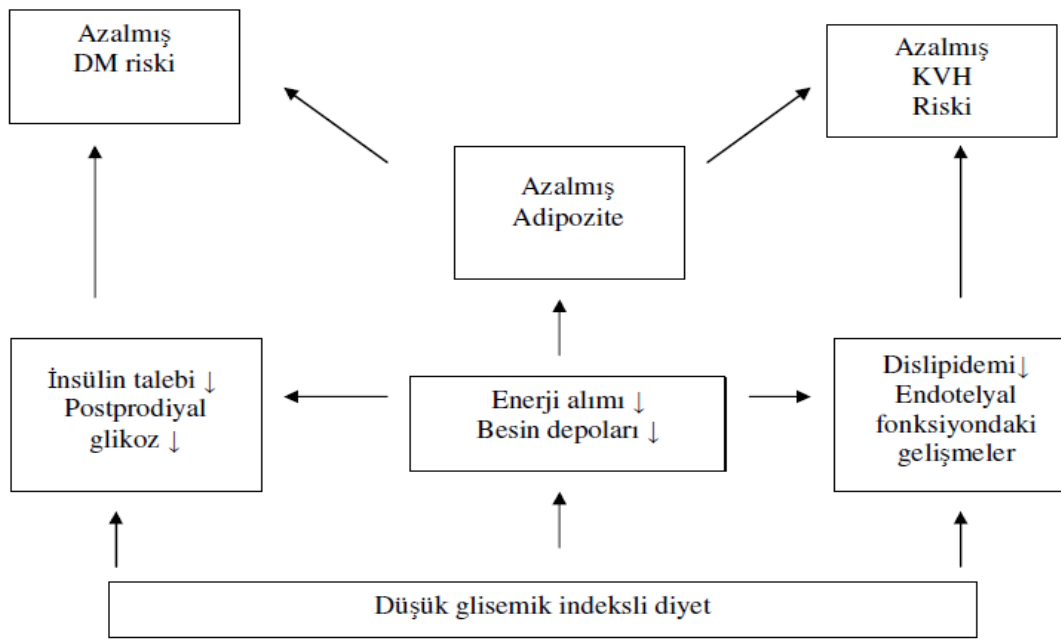 Azalmış
DM riski
Azalmış
KVH
Riski
Azalmış
Adipozite
İnsülin talebi ↓
Postprodiyal
glikoz ↓
Enerji alımı ↓
Besin depoları ↓
Dislipidemi↓
Endotelyal
fonksiyondaki
gelişmeler
Düşük glisemik indeksli diyet